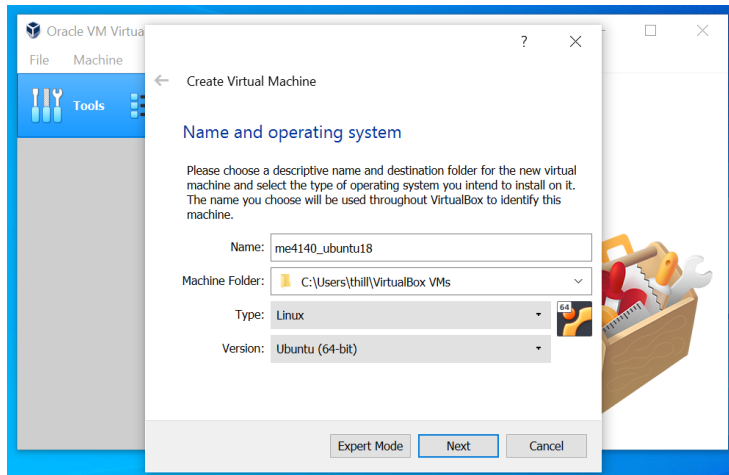 Oracle VM Virtua
File Machine
Tools
?
Create Virtual Machine
Name and operating system
Please choose a descriptive name and destination folder for the new virtual
machine and select the type of operating system you intend to install on it.
The name you choose will be used throughout VirtualBox to identify this
machine.
Name: me4140_ubuntu18
Machine Folder: C:\Users\thill\VirtualBox VMs
Type: Linux
64
Version: Ubuntu (64-bit)
Expert Mode Next Cancel